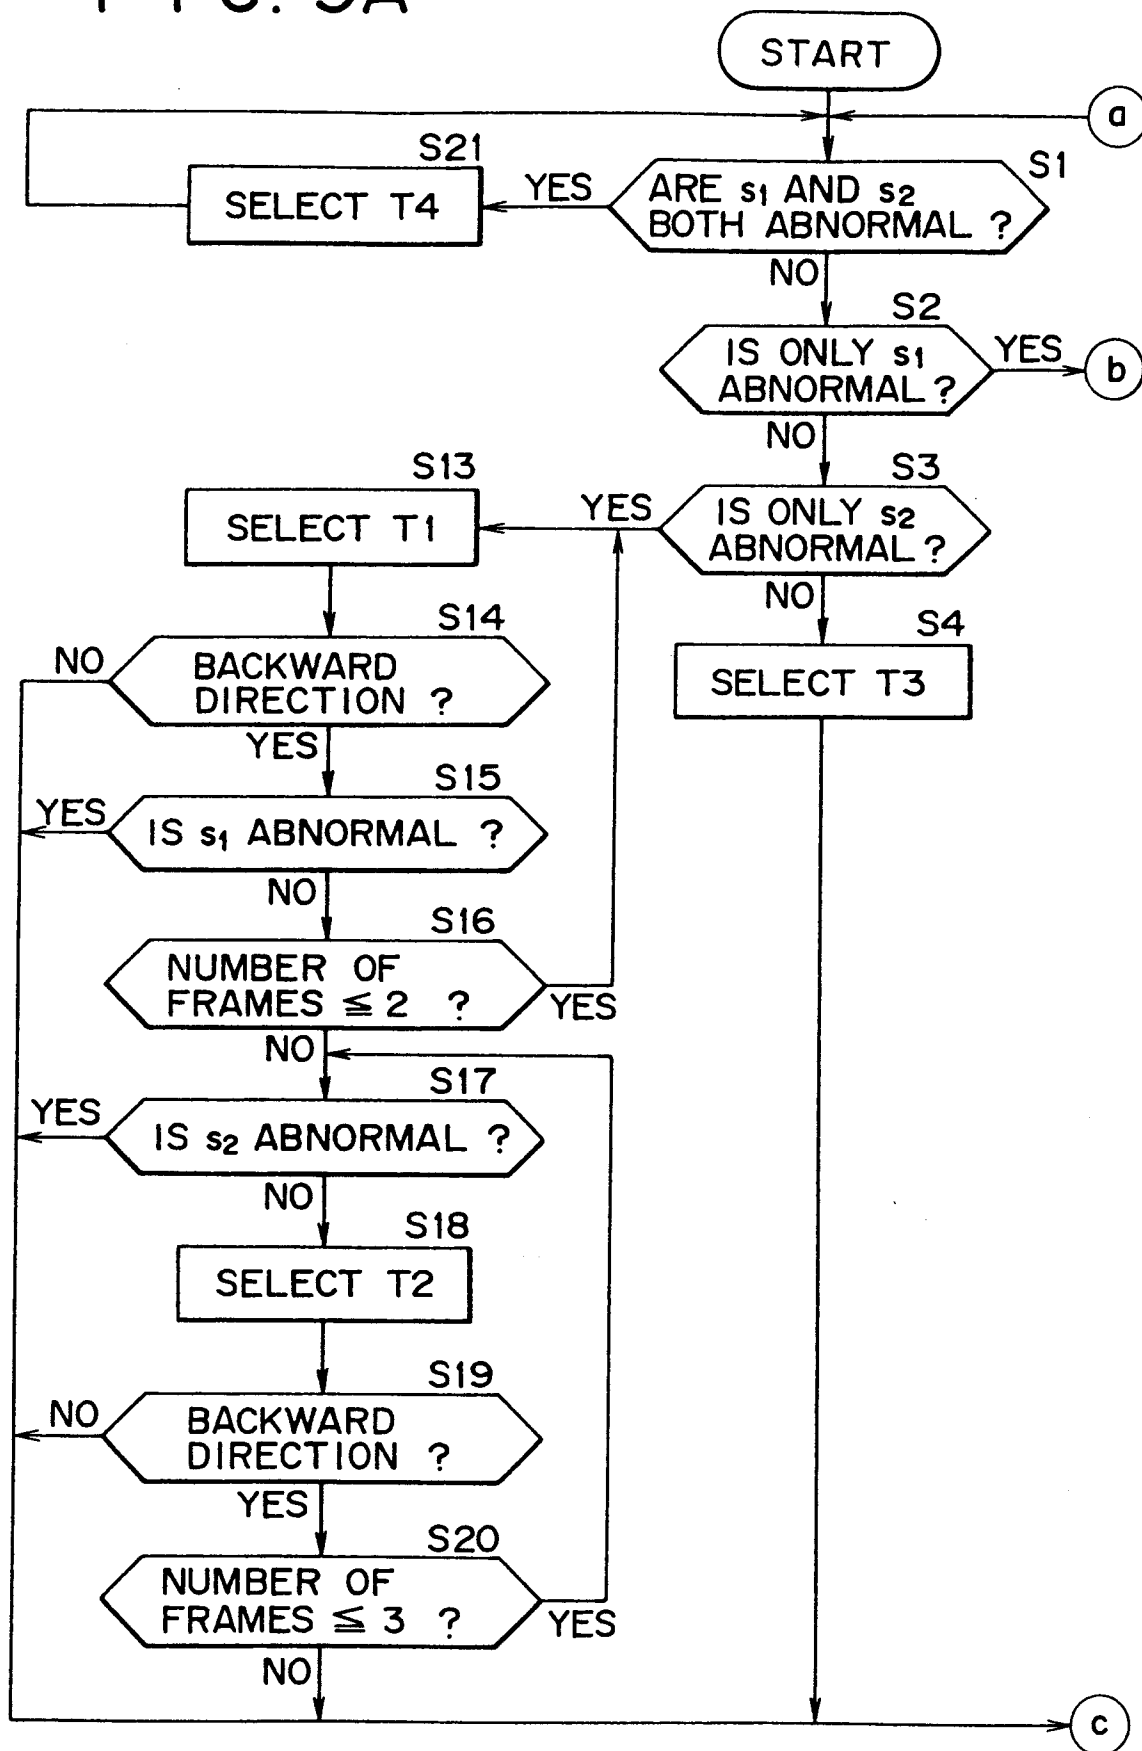 FIG. 5A
START
a
S21
S1
SELECT T4
YES
ARE s1 AND s2
BOTH ABNORMAL ?
NO
S2
IS ONLY s1
ABNORMAL ?
YES
b
NO
S13
S3
SELECT T1
YES
IS ONLY s2
ABNORMAL ?
NO
S14
S4
NO
BACKWARD
DIRECTION ?
SELECT T3
YES
S15
YES
IS s1 ABNORMAL ?
NO
S16
NUMBER OF
FRAMES ≦ 2 ?
YES
NO
S17
YES
IS s2 ABNORMAL ?
NO
S18
SELECT T2
S19
NO
BACKWARD
DIRECTION ?
YES
S20
NUMBER OF
FRAMES ≦ 3 ?
YES
NO
c